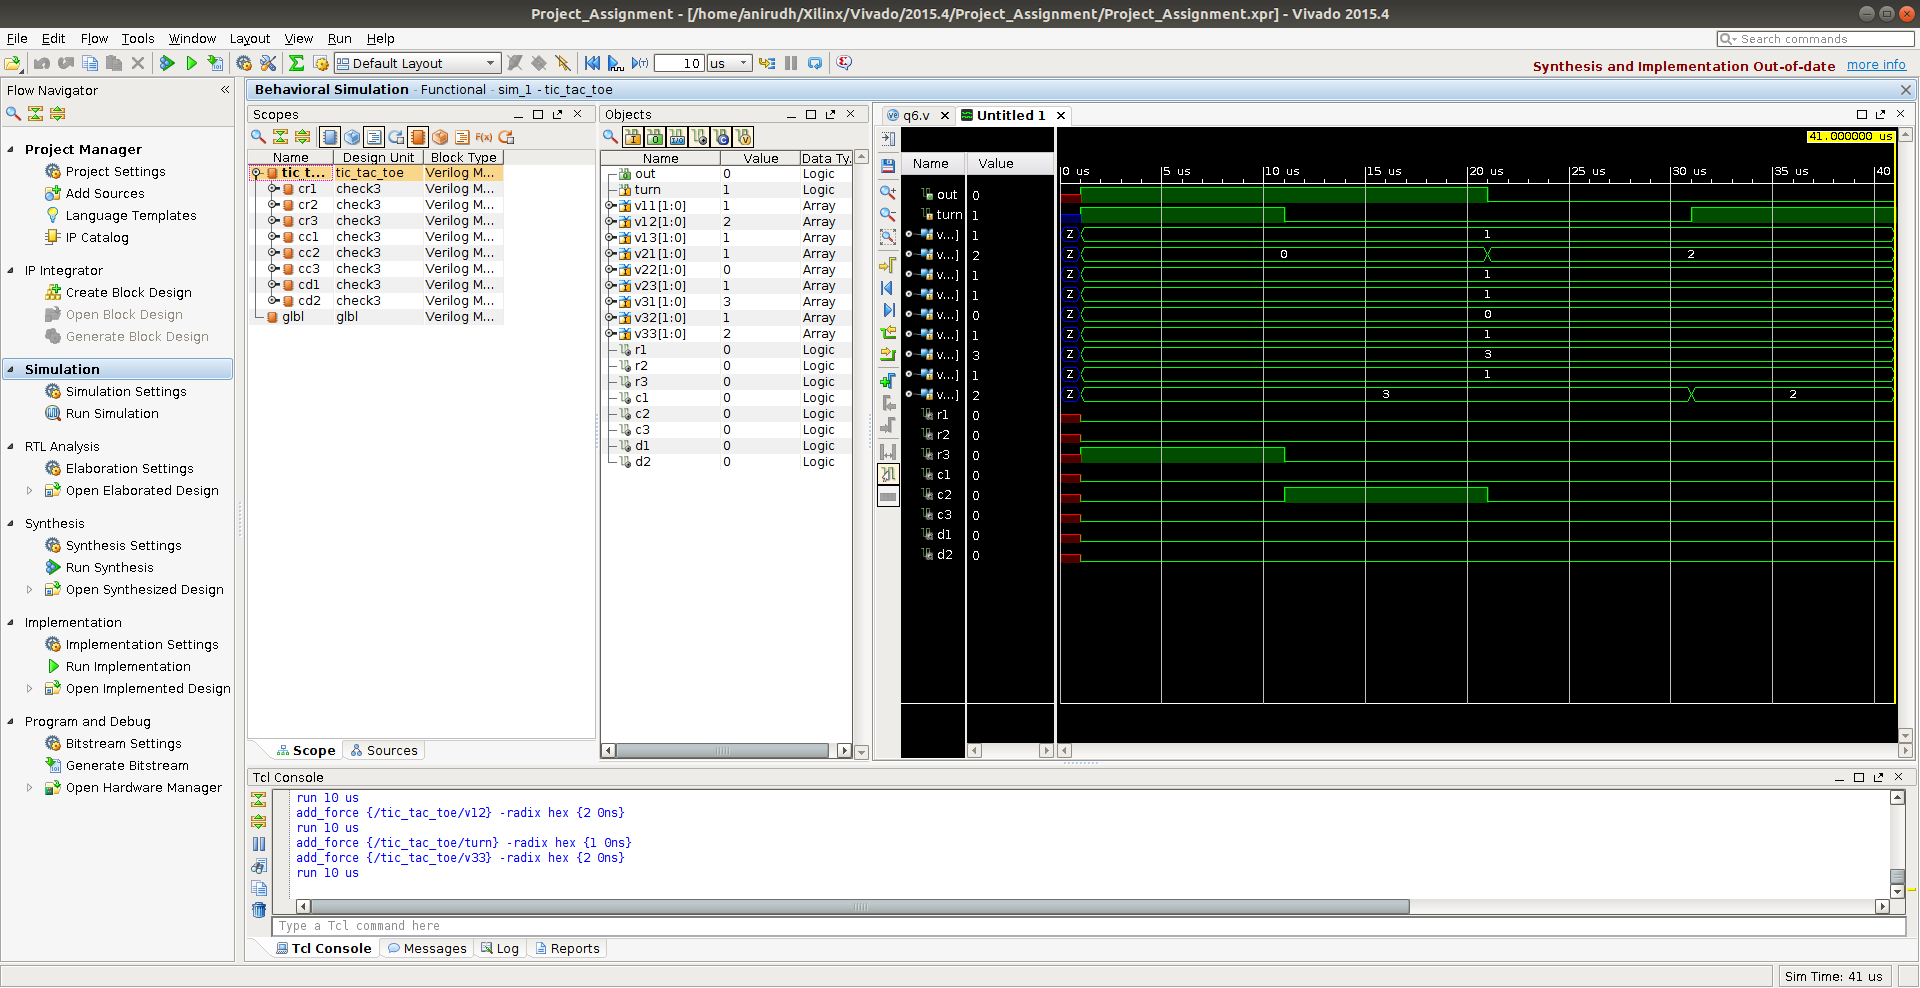 Project_Assignment - [/home/anirudh/Xilinx/Vivado/2015.4/Project_Assignment/Project_Assignment.xpr] - Vivado 2015.4
File Edit Flow Tools Window Layout View Run Help
Search commands
Default Layout
10 us
Synthesis and Implementation Out-of-date more info
Flow Navigator
Project Manager
Project Settings
Add Sources
Language Templates
IP Catalog
IP Integrator
Create Block Design
Open Block Design
Generate Block Design
Simulation
Simulation Settings
Run Simulation
RTL Analysis
Elaboration Settings
Open Elaborated Design
Synthesis
Synthesis Settings
Run Synthesis
Open Synthesized Design
Implementation
Implementation Settings
Run Implementation
Open Implemented Design
Program and Debug
Bitstream Settings
Generate Bitstream
Open Hardware Manager
Behavioral Simulation - Functional - sim_1 - tic_tac_toe
Scopes
F(x)
Name Design Unit Block Type
tic_t... tic_tac_toe Verilog M...
cr1 check3 Verilog M...
cr2 check3 Verilog M...
cr3 check3 Verilog M...
cc1 check3 Verilog M...
cc2 check3 Verilog M...
cc3 check3 Verilog M...
cd1 check3 Verilog M...
cd2 check3 Verilog M...
glbl glbl Verilog M...
Scope Sources
Objects
Name Value Data Ty.
out 0 Logic
turn 1 Logic
v11[1:0] 1 Array
v12[1:0] 2 Array
v13[1:0] 1 Array
v21[1:0] 1 Array
v22[1:0] 0 Array
v23[1:0] 1 Array
v31[1:0] 3 Array
v32[1:0] 1 Array
v33[1:0] 2 Array
r1 0 Logic
r2 0 Logic
r3 0 Logic
c1 0 Logic
c2 0 Logic
c3 0 Logic
d1 0 Logic
d2 0 Logic
q6.v Untitled 1
41.000000 us
Name Value
0 us 5 us 10 us 15 us 20 us 25 us 30 us 35 us 40
out 0
turn 1
v...] 1 Z 1
v...] 2 Z 0 2
v...] 1 Z 1
v...] 1 Z 1
v...] 0 Z 0
v...] 1 Z 1
v...] 3 Z 3
v...] 1 Z 1
v...] 2 Z 3 2
r1 0
r2 0
r3 0
c1 0
c2 0
c3 0
d1 0
d2 0
Tcl Console
run 10 us
add_force {/tic_tac_toe/v12} -radix hex {2 0ns}
run 10 us
add_force {/tic_tac_toe/turn} -radix hex {1 0ns}
add_force {/tic_tac_toe/v33} -radix hex {2 0ns}
run 10 us
Type a Tcl command here
Tcl Console Messages Log Reports
Sim Time: 41 us